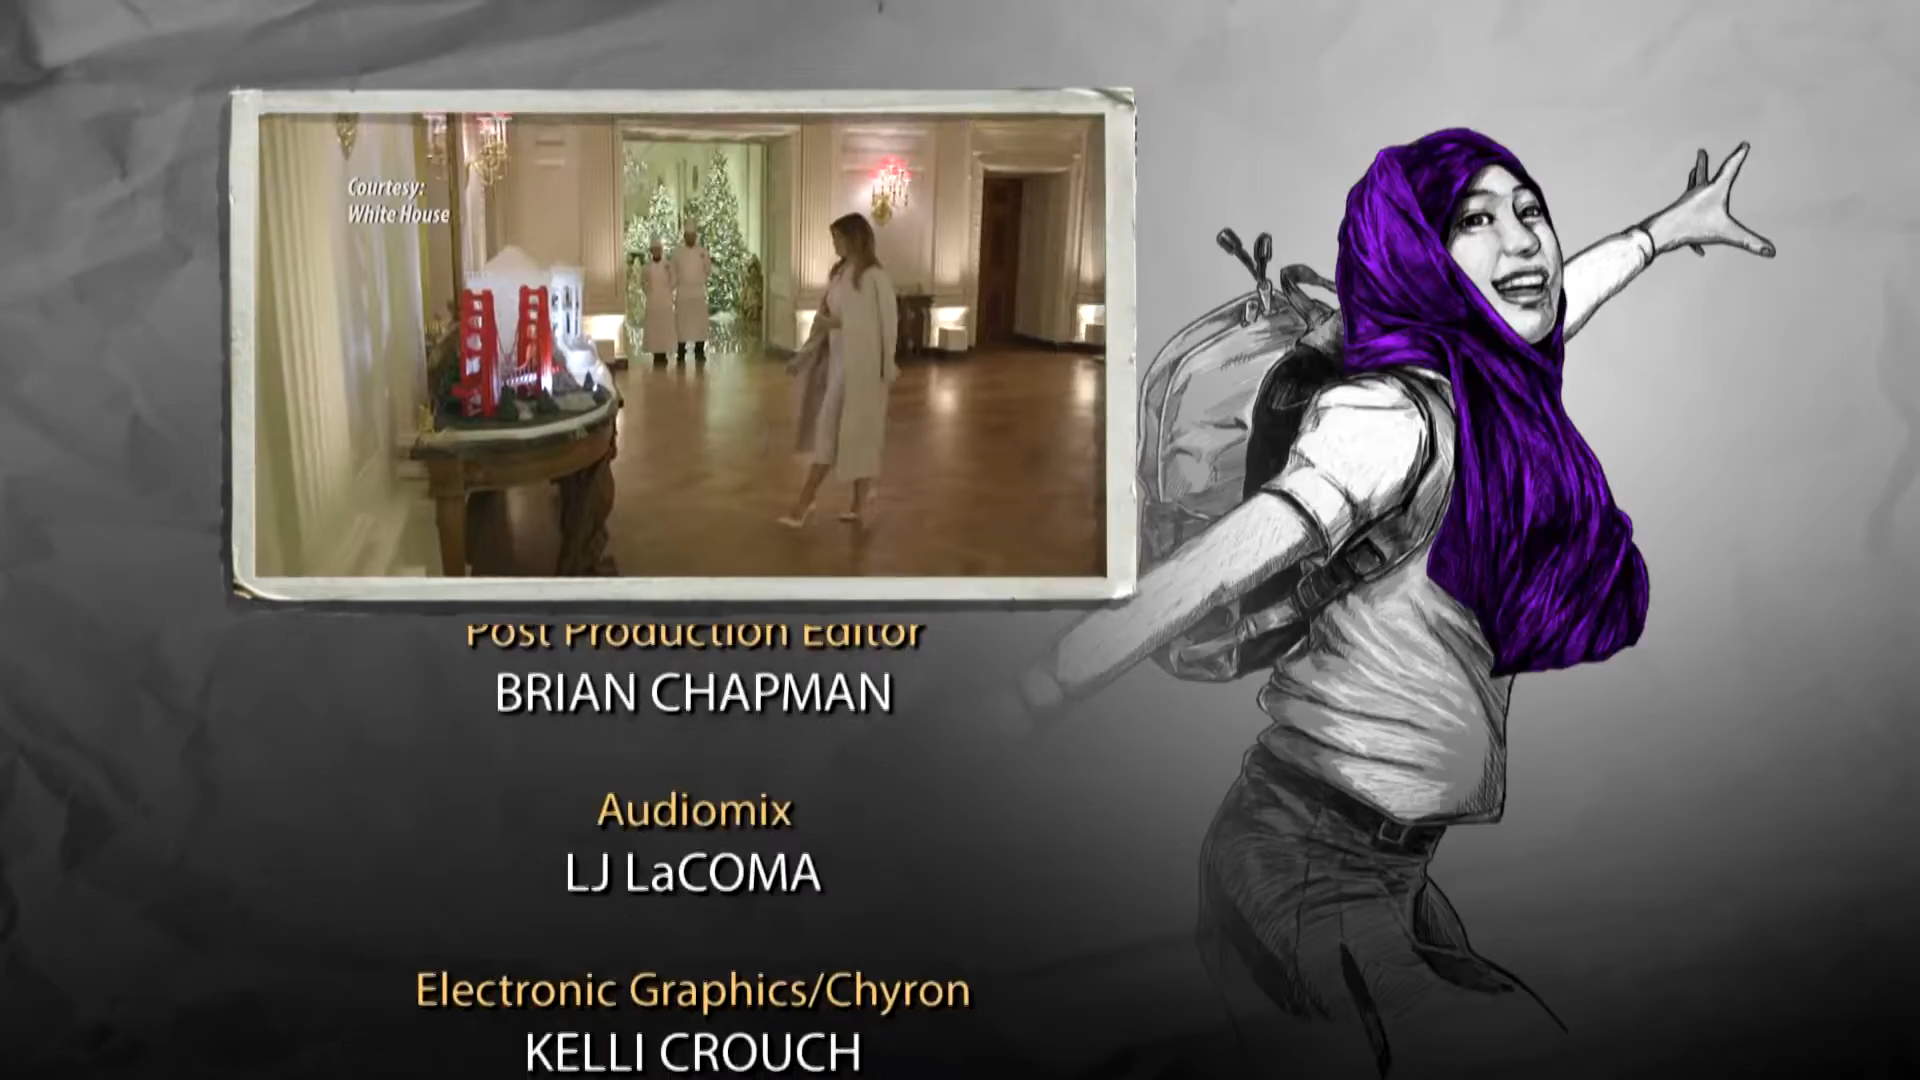 Courtesy:
White House
Post Production Editor
BRIAN CHAPMAN
Audiomix
LJ LaCOMA
Electronic Graphics/Chyron
KELLI CROUCH